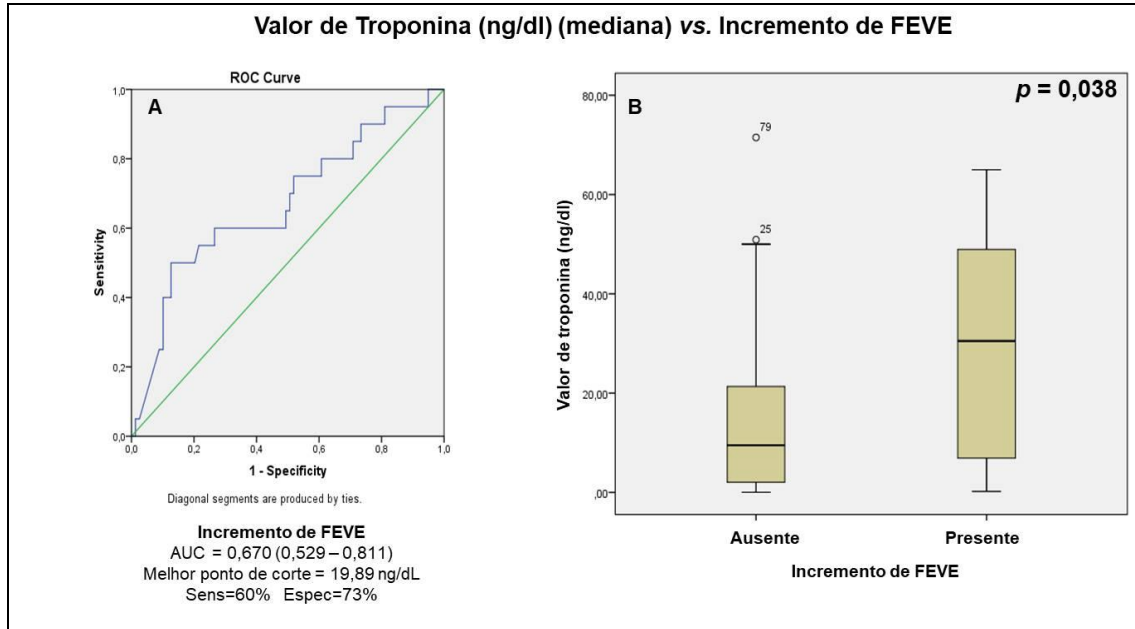 Valor de Troponina (ng/dl) (mediana) vs. Incremento de FEVE
ROC Curve
A
1,0
0,8
0,6
0,4
0,2
0,0
Sensitivity
0,0 0,2 0,4 0,6 0,8 1,0
1 - Specificity
Diagonal segments are produced by ties.
Incremento de FEVE
AUC = 0,670 (0,529 – 0,811)
Melhor ponto de corte = 19,89 ng/dL
Sens=60% Espec=73%
B
p = 0,038
80,00
60,00
40,00
20,00
,00
Valor de troponina (ng/dl)
79
25
Ausente Presente
Incremento de FEVE